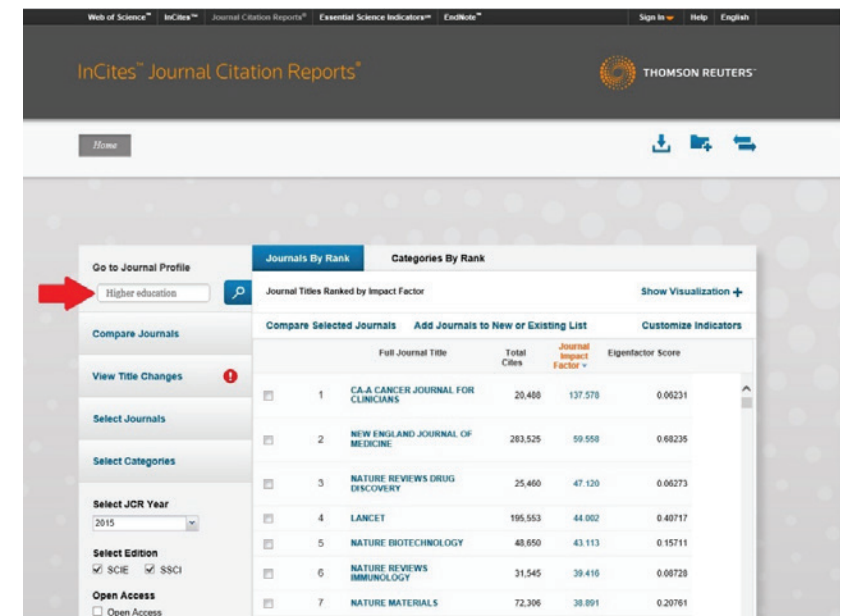 Web of Science™ InCites™ Journal Citation Reports® Essential Science Indicators℠ EndNote™ Sign In Help English
InCites™ Journal Citation Reports®
THOMSON REUTERS™
Home
Go to Journal Profile
Higher education
Compare Journals
View Title Changes
Select Journals
Select Categories
Select JCR Year
2015
Select Edition
SCIE SSCI
Open Access
Open Access
Journals By Rank Categories By Rank
Journal Titles Ranked by Impact Factor Show Visualization +
Compare Selected Journals Add Journals to New or Existing List Customize Indicators
Full Journal Title Total Cites Journal Impact Factor Eigenfactor Score
1 CA-A CANCER JOURNAL FOR CLINICIANS 20,488 137.578 0.06231
2 NEW ENGLAND JOURNAL OF MEDICINE 283,525 59.558 0.68235
3 NATURE REVIEWS DRUG DISCOVERY 25,460 47.120 0.06273
4 LANCET 195,553 44.002 0.40717
5 NATURE BIOTECHNOLOGY 48,650 43.113 0.15711
6 NATURE REVIEWS IMMUNOLOGY 31,545 39.416 0.08728
7 NATURE MATERIALS 72,306 38.891 0.20761